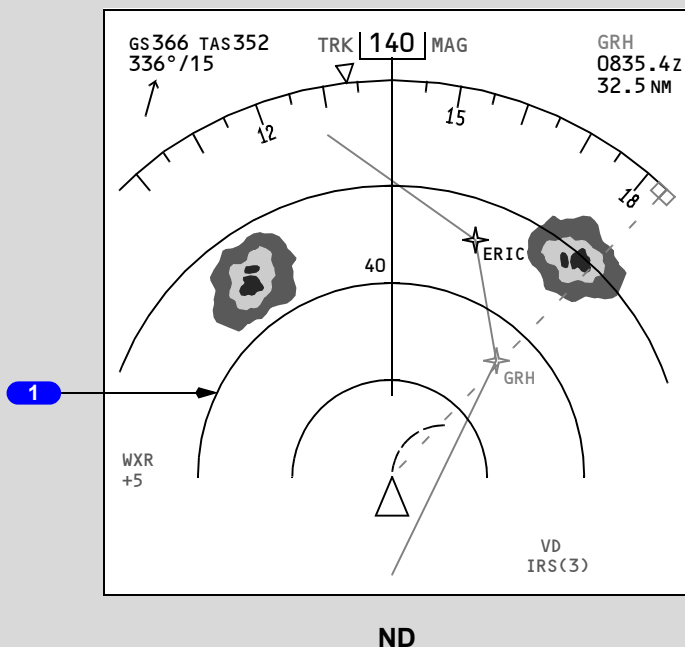 GS366 TAS352
336°/15
TRK 140 MAG
GRH
0835.4z
32.5 NM
12
15
18
ERIC
40
GRH
1
WXR
+5
VD
IRS(3)
ND